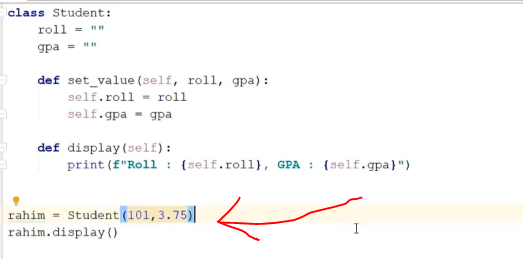 class Student:
    roll = ""
    gpa = ""
    def set_value(self, roll, gpa):
        self.roll = roll
        self.gpa = gpa
    def display(self):
        print(f"Roll : {self.roll}, GPA : {self.gpa}")
rahim = Student(101,3.75)
rahim.display()